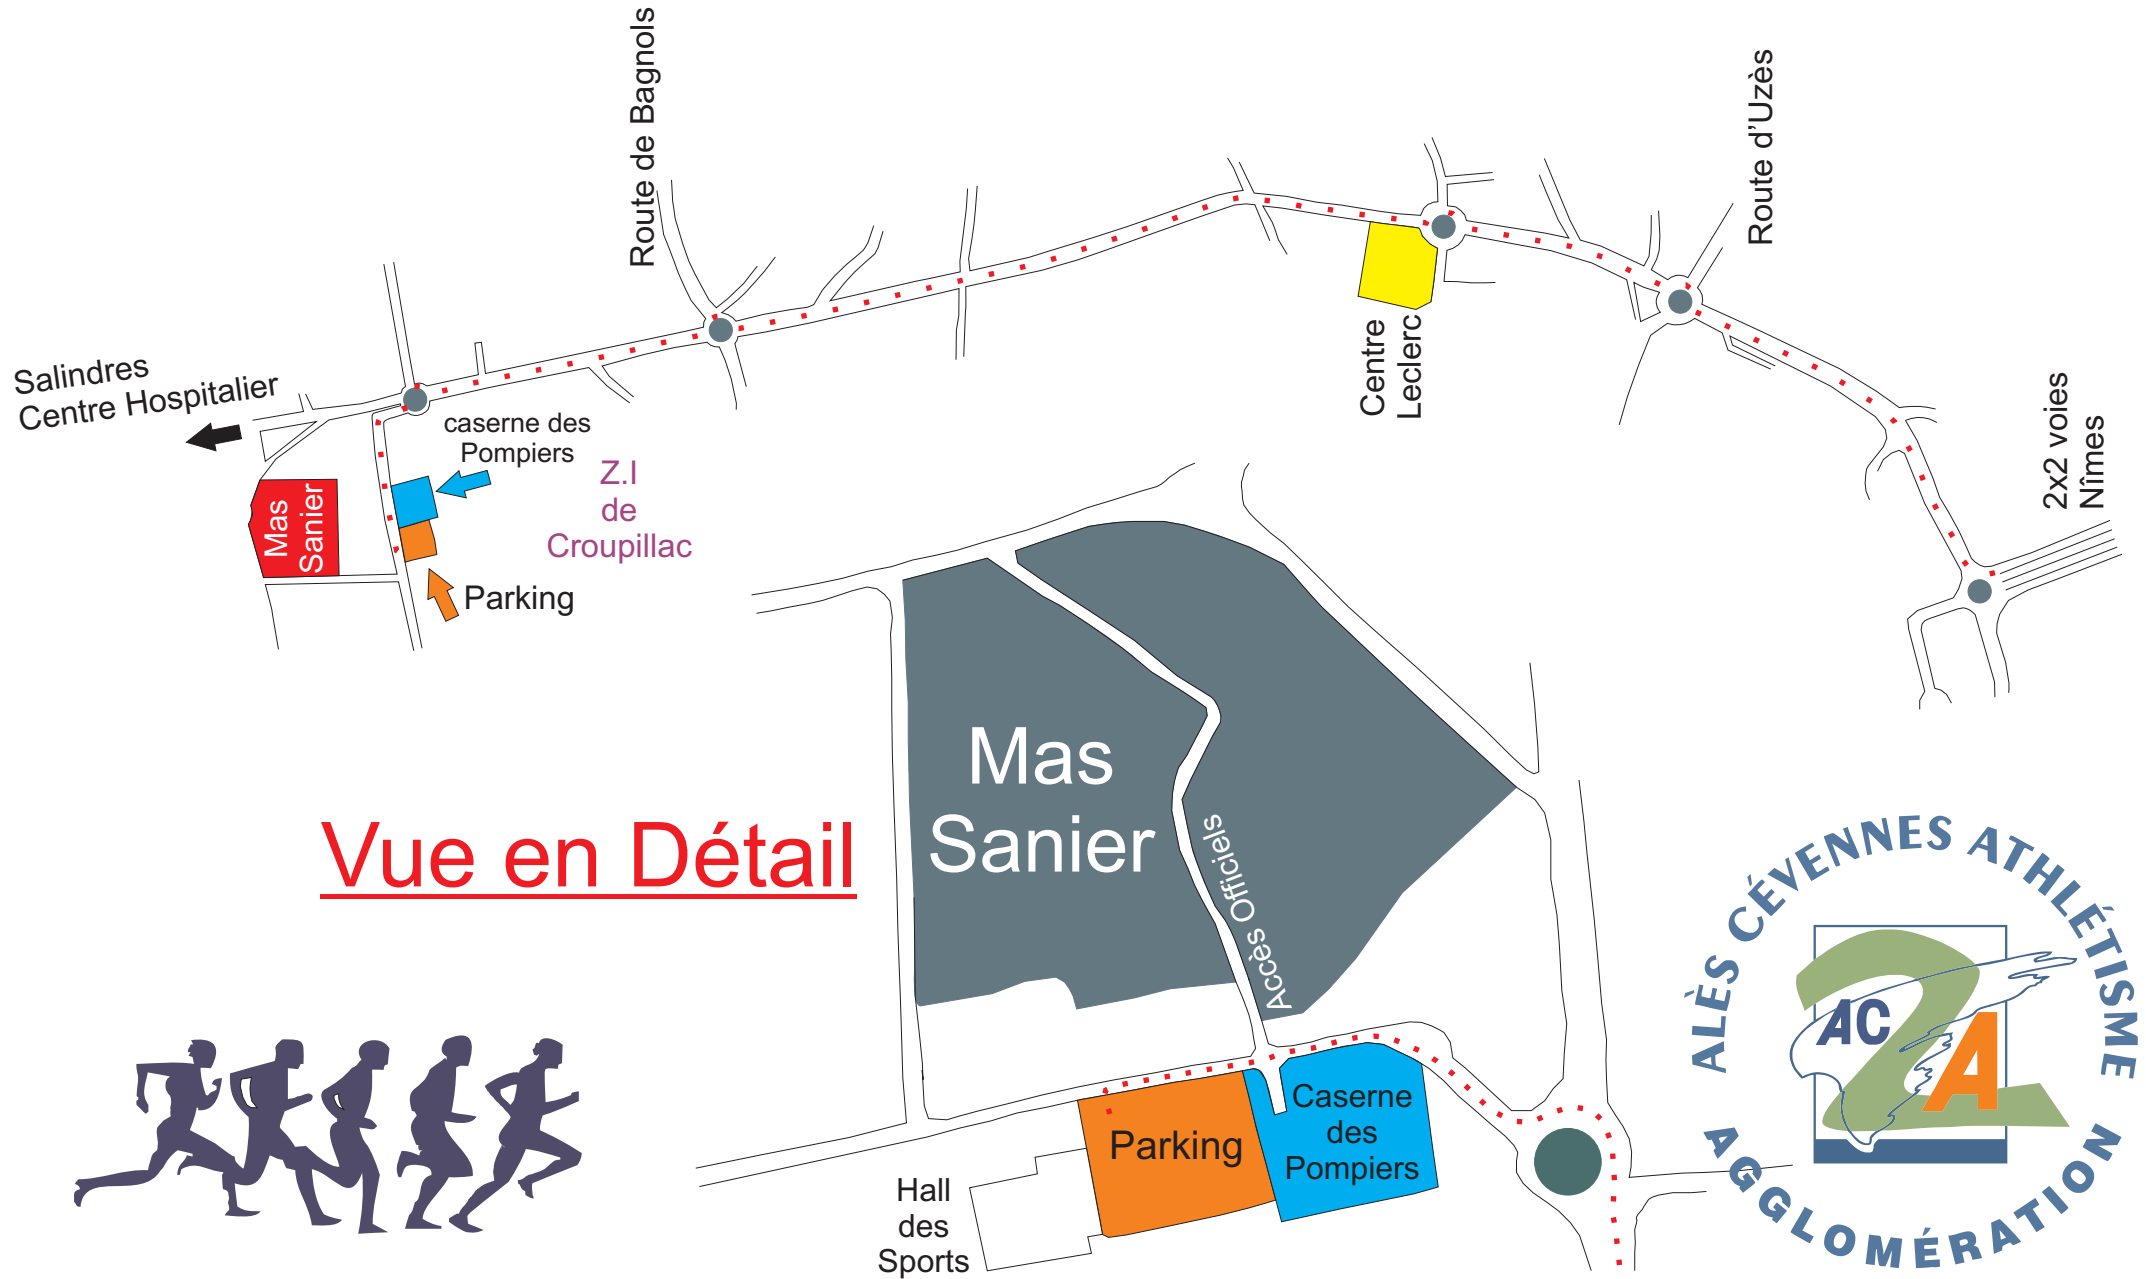 Route de Bagnols
Route d'Uzès
Salindres
Centre Hospitalier
caserne des
Pompiers
Z.I
de
Croupillac
Centre
Leclerc
2x2 voies
Nîmes
Mas
Sanier
Parking
Mas
Sanier
Vue en Détail
Accès Officiels
Parking
Caserne
des
Pompiers
Hall
des
Sports
ALÈS CÉVENNES ATHLÉTISME
AC
A
AGGLOMÉRATION